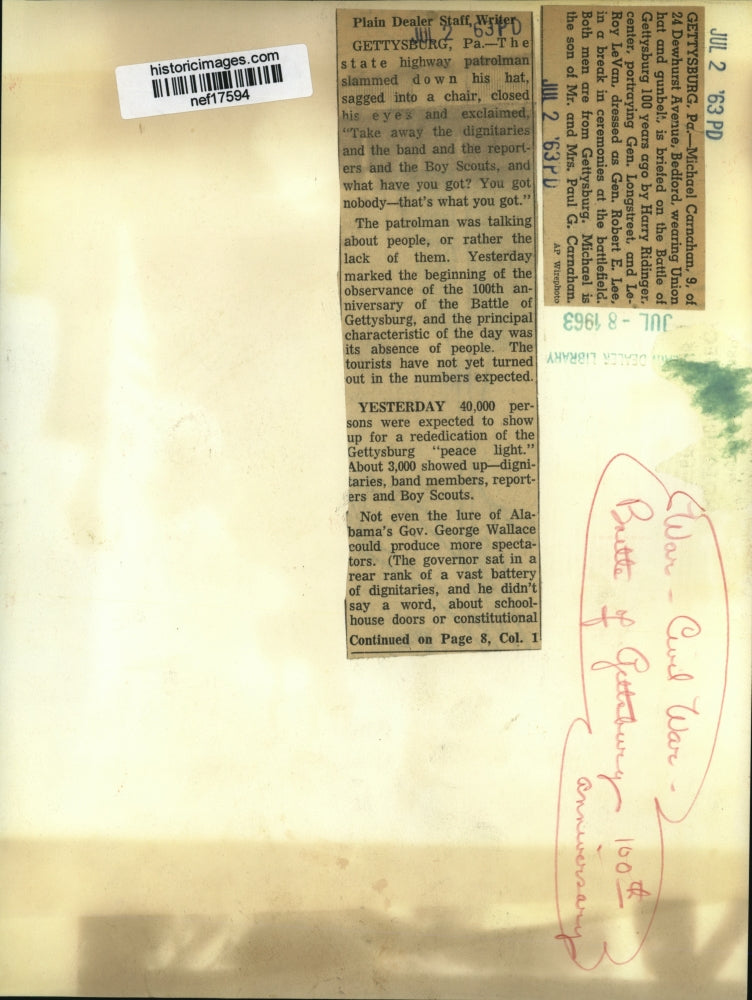 historicimages.com
nef17594
Plain Dealer Staff Writer
JUL 2 '63 PD
GETTYSBURG, Pa.—The
state highway patrolman
slammed down his hat,
sagged into a chair, closed
his eyes and exclaimed,
"Take away the dignitaries
and the band and the report-
ers and the Boy Scouts, and
what have you got? You got
nobody—that's what you got."
The patrolman was talking
about people, or rather the
lack of them. Yesterday
marked the beginning of the
observance of the 100th an-
niversary of the Battle of
Gettysburg, and the principal
characteristic of the day was
its absence of people. The
tourists have not yet turned
out in the numbers expected.
YESTERDAY 40,000 per-
sons were expected to show
up for a rededication of the
Gettysburg "peace light."
About 3,000 showed up—digni-
taries, band members, report-
ers and Boy Scouts.
Not even the lure of Ala-
bama's Gov. George Wallace
could produce more specta-
tors. (The governor sat in a
rear rank of a vast battery
of dignitaries, and he didn't
say a word, about school-
house doors or constitutional
Continued on Page 8, Col. 1
JUL 2 '63 PD
GETTYSBURG, Pa.—Michael Carnahan, 9, of
24 Dewhurst Avenue, Bedford, wearing Union
hat and gunbelt, is briefed on the Battle of
Gettysburg 100 years ago by Harry Ridinger,
center, portraying Gen. Longstreet, and Le-
Roy LeVan, dressed as Gen. Robert E. Lee,
in a break in ceremonies at the battlefield.
Both men are from Gettysburg. Michael is
the son of Mr. and Mrs. Paul G. Carnahan.
AP Wirephoto
JUL 2 '63 PD
JUL - 8 1963
DEALER LIBRARY
War - Civil War -
Battle of Gettsburg 100th
anniversary